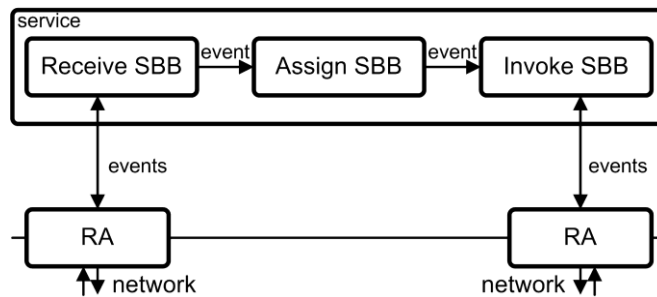 service
Receive SBB
event
Assign SBB
event
Invoke SBB
events
events
RA
RA
network
network